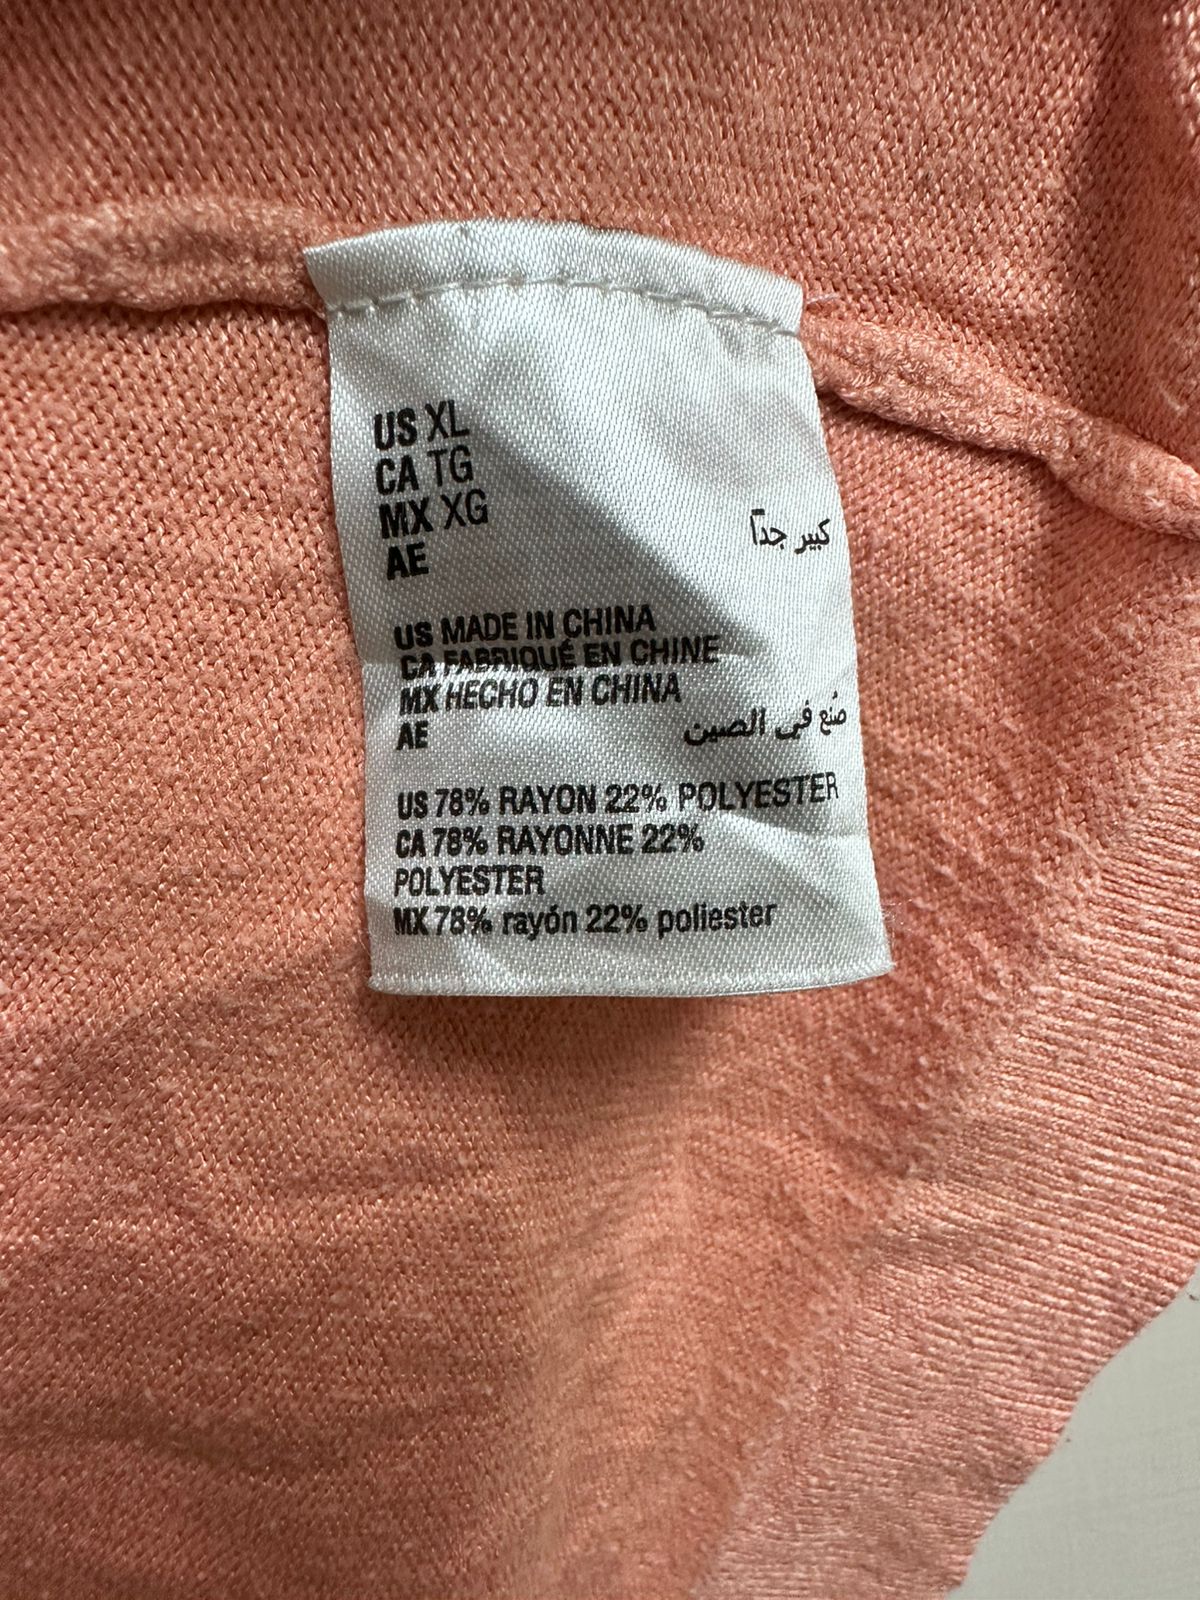 US XL
CA TG
MX XG
AE كبير جداً
US MADE IN CHINA
CA FABRIQUÉ EN CHINE
MX HECHO EN CHINA
AE صُنع في الصين
US 78% RAYON 22% POLYESTER
CA 78% RAYONNE 22%
POLYESTER
MX 78% rayón 22% poliester